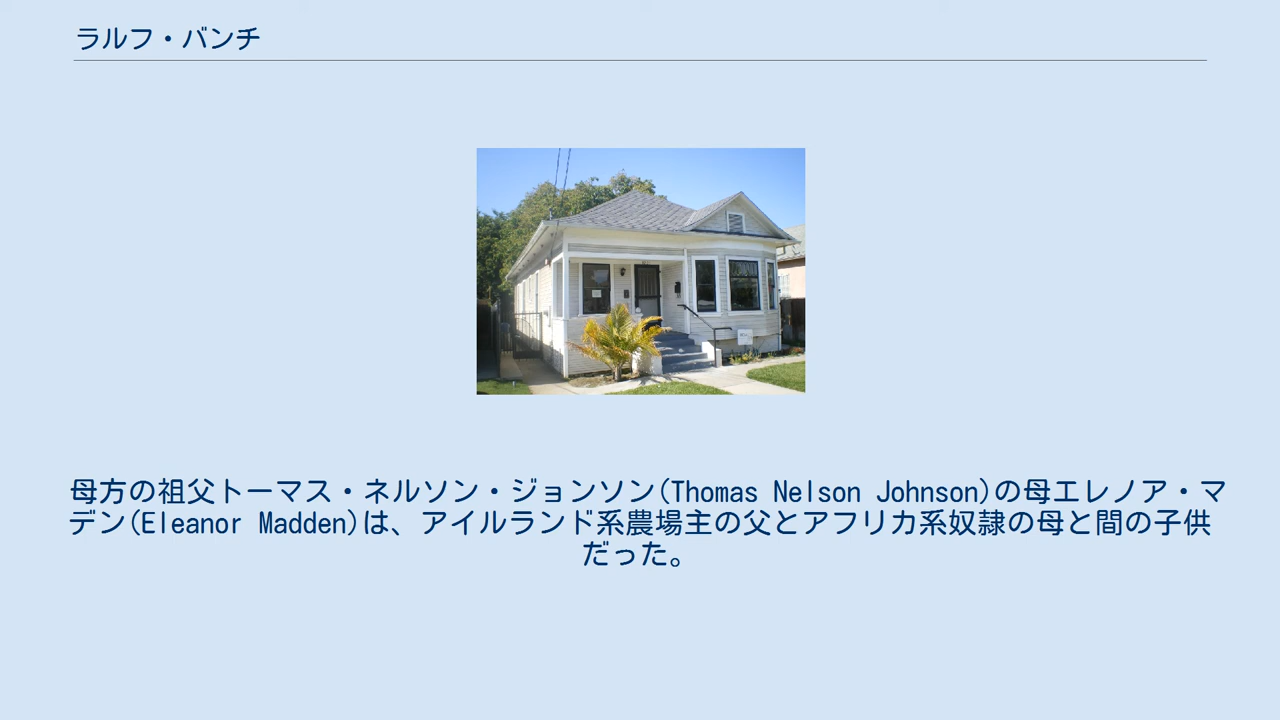 ラルフ・バンチ
母方の祖父トーマス・ネルソン・ジョンソン(Thomas Nelson Johnson)の母エレノア・マ
デン(Eleanor Madden)は、アイルランド系農場主の父とアフリカ系奴隷の母と間の子供
だった。